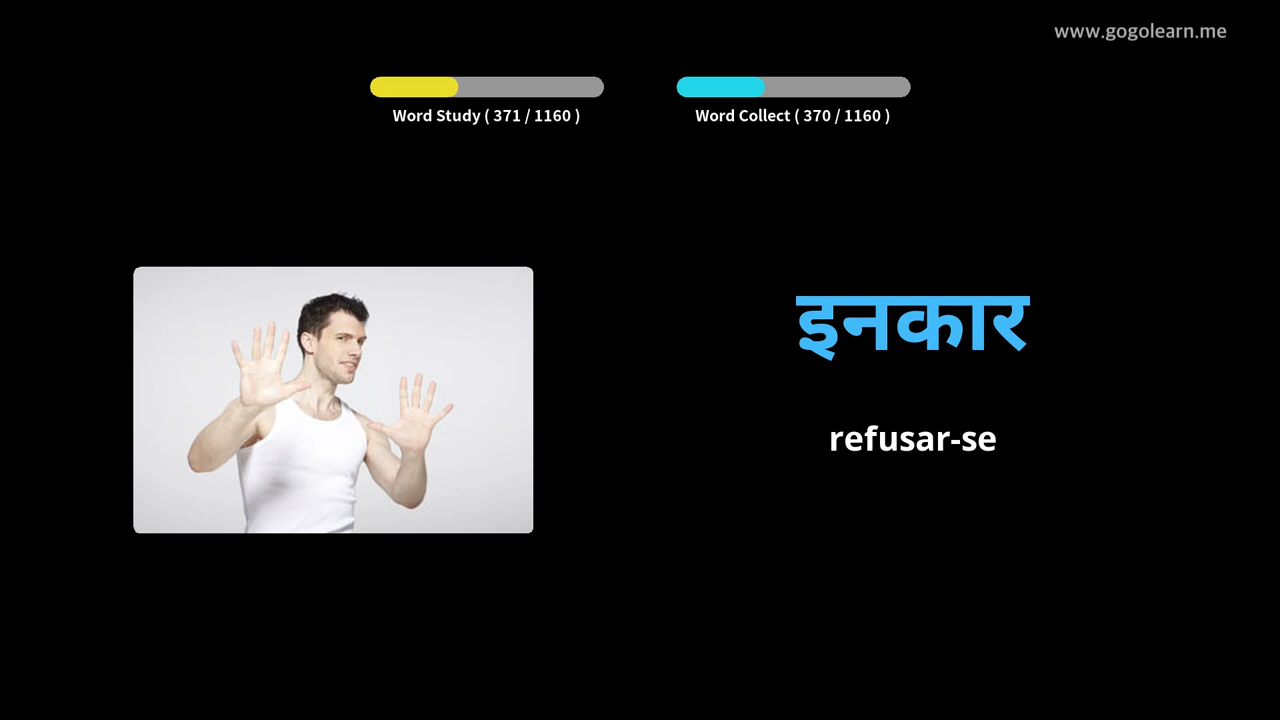 www.gogolearn.me
Word Study ( 371 / 1160 )
Word Collect ( 370 / 1160 )
इनकार
refusar-se